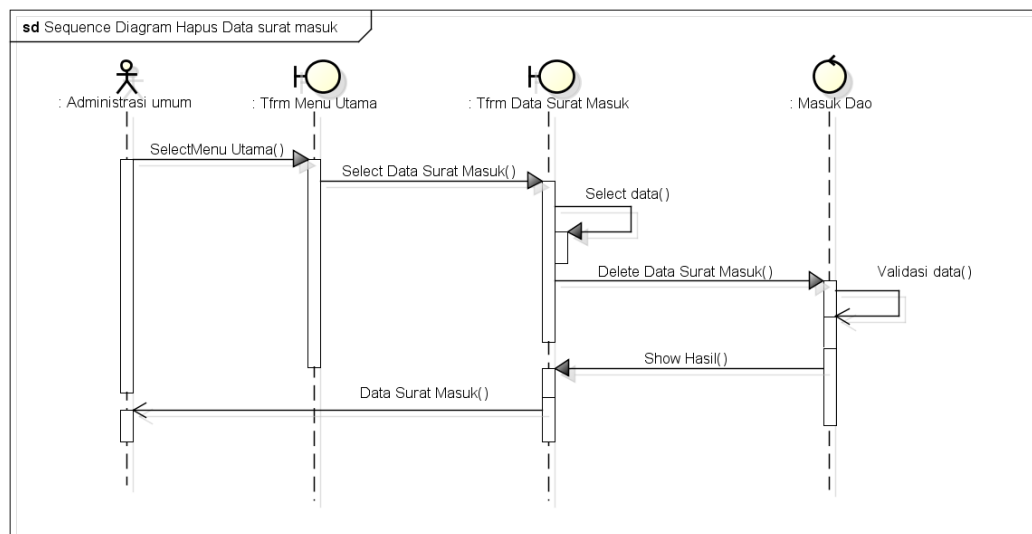 sd Sequence Diagram Hapus Data surat masuk
: Administrasi umum
: Tfrm Menu Utama
: Tfrm Data Surat Masuk
: Masuk Dao
SelectMenu Utama()
Select Data Surat Masuk()
Select data()
Delete Data Surat Masuk()
Validasi data()
Show Hasil()
Data Surat Masuk()